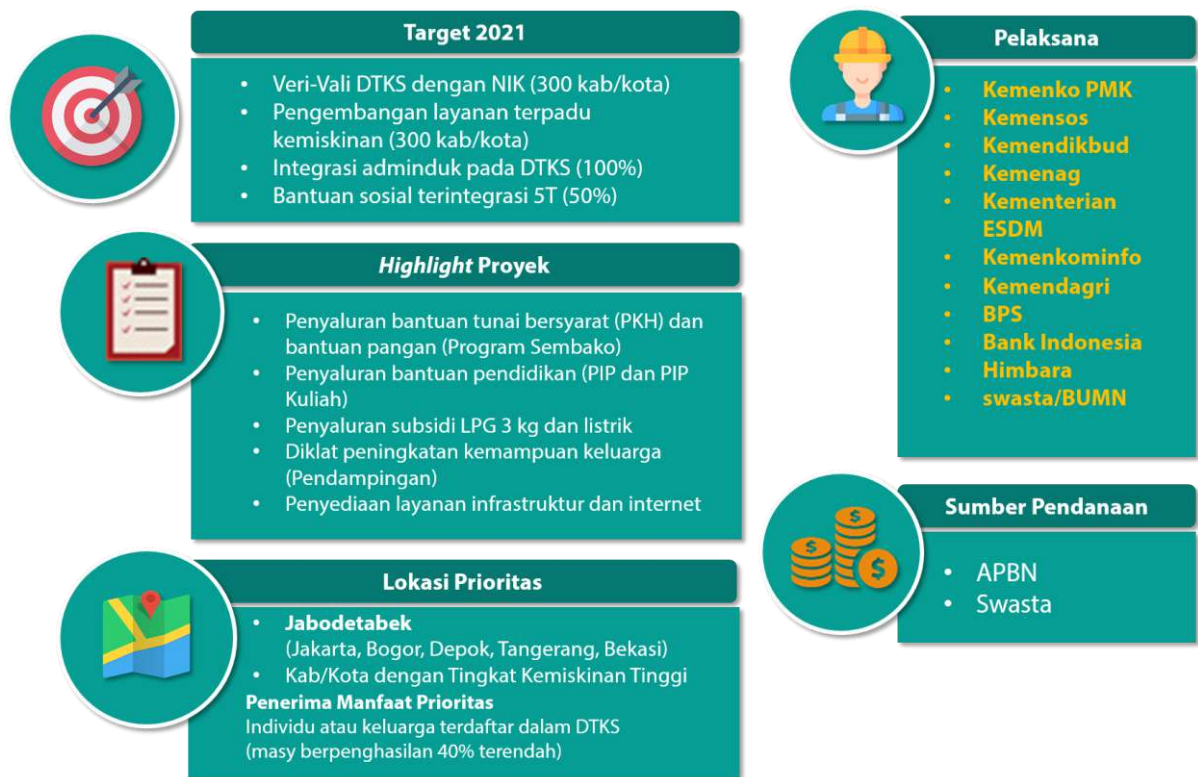 Target 2021
• Veri-Vali DTKS dengan NIK (300 kab/kota)
• Pengembangan layanan terpadu
kemiskinan (300 kab/kota)
• Integrasi adminduk pada DTKS (100%)
• Bantuan sosial terintegrasi 5T (50%)
Highlight Proyek
• Penyaluran bantuan tunai bersyarat (PKH) dan
bantuan pangan (Program Sembako)
• Penyaluran bantuan pendidikan (PIP dan PIP
Kuliah)
• Penyaluran subsidi LPG 3 kg dan listrik
• Diklat peningkatan kemampuan keluarga
(Pendampingan)
• Penyediaan layanan infrastruktur dan internet
Lokasi Prioritas
• Jabodetabek
(Jakarta, Bogor, Depok, Tangerang, Bekasi)
• Kab/Kota dengan Tingkat Kemiskinan Tinggi
Penerima Manfaat Prioritas
Individu atau keluarga terdaftar dalam DTKS
(masy berpenghasilan 40% terendah)
Pelaksana
• Kemenko PMK
• Kemensos
• Kemendikbud
• Kemenag
• Kementerian
ESDM
• Kemenkominfo
• Kemendagri
• BPS
• Bank Indonesia
• Himbara
• swasta/BUMN
Sumber Pendanaan
• APBN
• Swasta